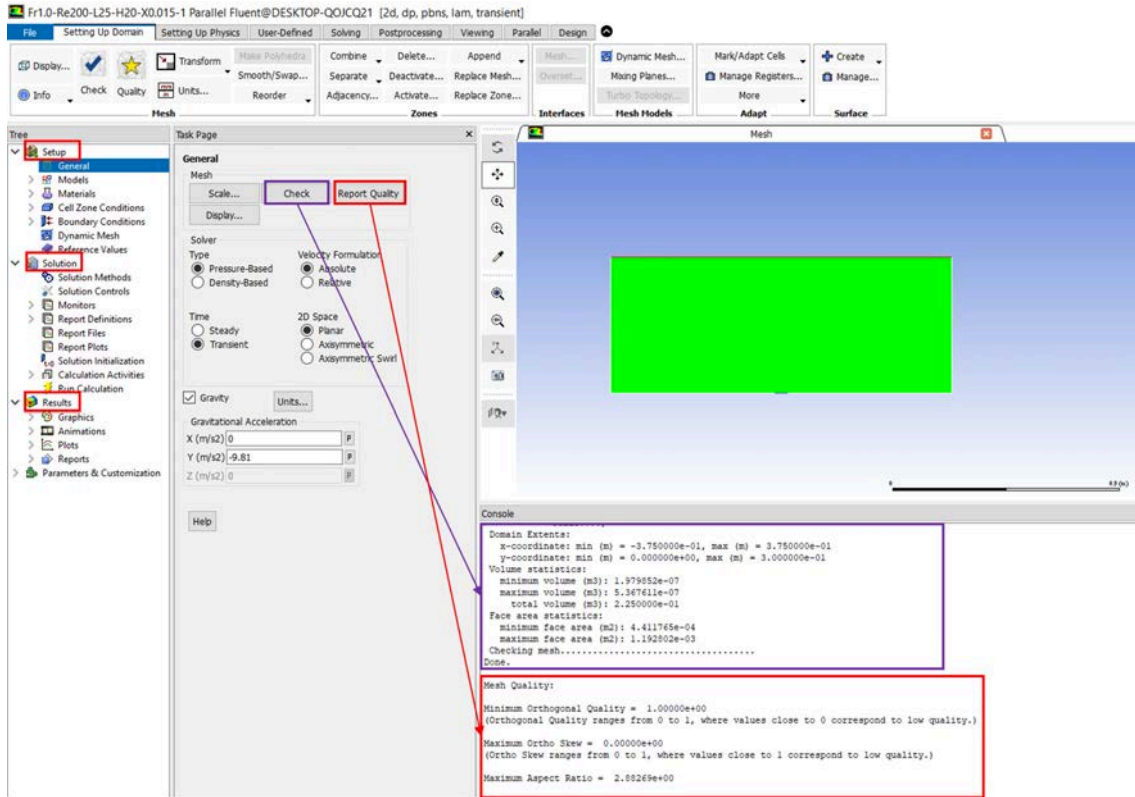 Fr1.0-Re200-L25-H20-X0.015-1 Parallel Fluent@DESKTOP-QOJCQ21 [2d, dp, pbns, lam, transient]
File Setting Up Domain Setting Up Physics User-Defined Solving Postprocessing Viewing Parallel Design
Display... Transform Make Polyhedra Combine Delete... Append Mesh... Dynamic Mesh... Mark/Adapt Cells Create
Smooth/Swap... Separate Deactivate... Replace Mesh... Overset... Mixing Planes... Manage Registers... Manage...
Info Check Quality Units... Reorder Adjacency... Activate... Replace Zone... Turbo Topology... More
Mesh Zones Interfaces Mesh Models Adapt Surface
Tree
Setup
General
Models
Materials
Cell Zone Conditions
Boundary Conditions
Dynamic Mesh
Reference Values
Solution
Solution Methods
Solution Controls
Monitors
Report Definitions
Report Files
Report Plots
Solution Initialization
Calculation Activities
Run Calculation
Results
Graphics
Animations
Plots
Reports
Parameters & Customization
Task Page
General
Mesh
Scale... Check Report Quality
Display...
Solver
Type Velocity Formulation
Pressure-Based Absolute
Density-Based Relative
Time 2D Space
Steady Planar
Transient Axisymmetric
Axisymmetric Swirl
Gravity Units...
Gravitational Acceleration
X (m/s2) 0 P
Y (m/s2) -9.81 P
Z (m/s2) 0 P
Help
Mesh
0 (m)
Console
Domain Extents:
x-coordinate: min (m) = -3.750000e-01, max (m) = 3.750000e-01
y-coordinate: min (m) = 0.000000e+00, max (m) = 3.000000e-01
Volume statistics:
minimum volume (m3): 1.979852e-07
maximum volume (m3): 5.367611e-07
total volume (m3): 2.250000e-01
Face area statistics:
minimum face area (m2): 4.411765e-04
maximum face area (m2): 1.192802e-03
Checking mesh...................................
Done.
Mesh Quality:
Minimum Orthogonal Quality = 1.00000e+00
(Orthogonal Quality ranges from 0 to 1, where values close to 0 correspond to low quality.)
Maximum Ortho Skew = 0.00000e+00
(Ortho Skew ranges from 0 to 1, where values close to 1 correspond to low quality.)
Maximum Aspect Ratio = 2.88269e+00